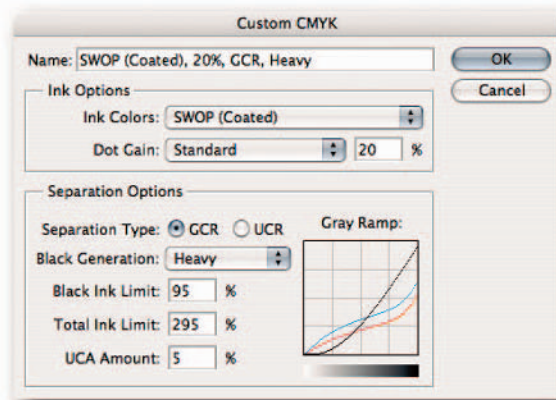 Custom CMYK
Name: SWOP (Coated), 20%, GCR, Heavy
OK
Cancel
Ink Options
Ink Colors: SWOP (Coated)
Dot Gain: Standard 20 %
Separation Options
Separation Type: GCR UCR
Gray Ramp:
Black Generation: Heavy
Black Ink Limit: 95 %
Total Ink Limit: 295 %
UCA Amount: 5 %